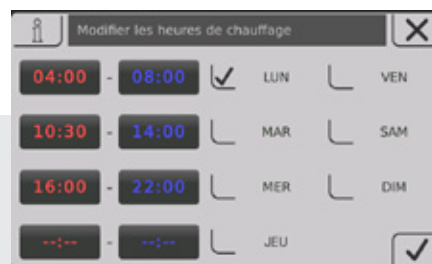 Modifier les heures de chauffage
04:00 - 08:00 LUN VEN
10:30 - 14:00 MAR SAM
16:00 - 22:00 MER DIM
--:-- - --:-- JEU